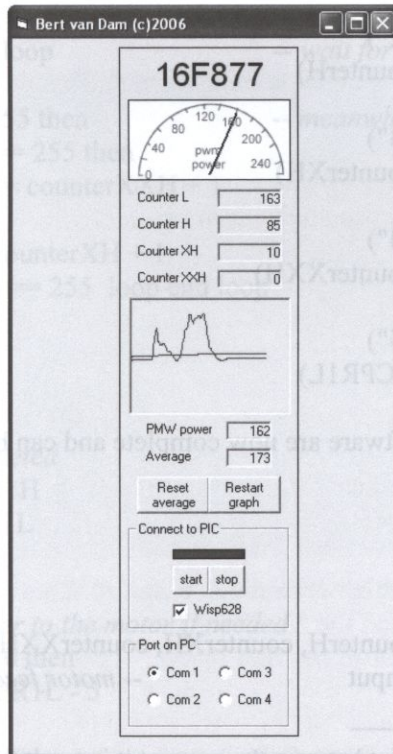 Bert van Dam (c)2006
16F877
0 40 80 120 160 200 240
pwm
power
Counter L 163
Counter H 85
Counter XH 10
Counter XXH 0
PMW power 162
Average 173
Reset average
Restart graph
Connect to PIC
start stop
Wisp628
Port on PC
Com 1 Com 3
Com 2 Com 4